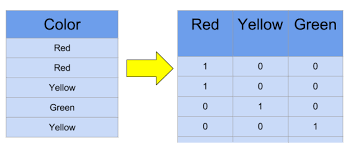 Color
Red
Red
Yellow
Green
Yellow
Red Yellow Green
1 0 0
1 0 0
0 1 0
0 0 1